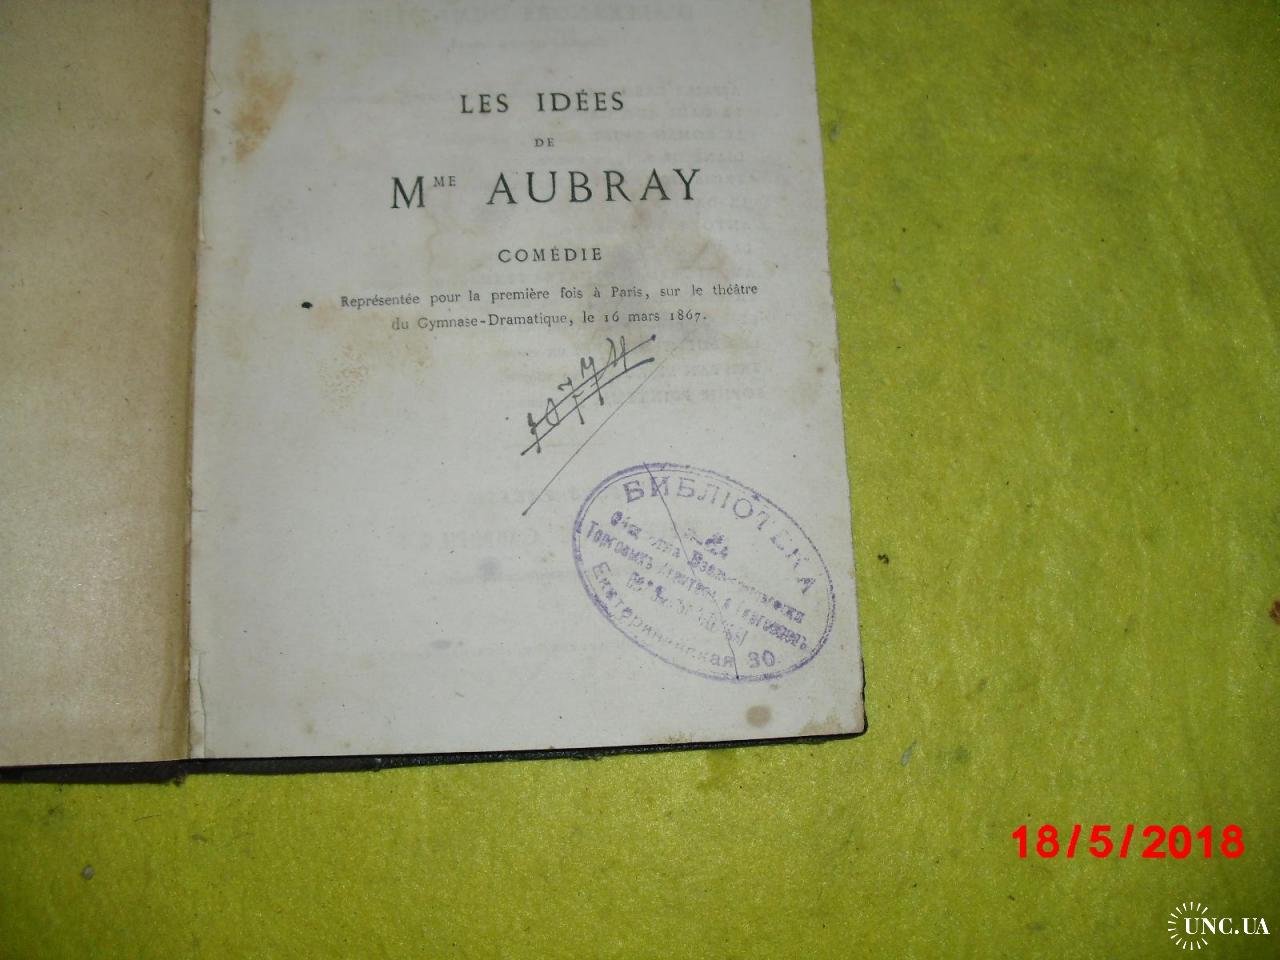 LES IDÉES
DE
Mᴹᴱ AUBRAY
COMÉDIE
Représentée pour la première fois à Paris, sur le théâtre
du Gymnase-Dramatique, le 16 mars 1867.
БИБЛІОТЕКА
Торговыхъ
Екатерининская 30
18/5/2018
UNC.UA